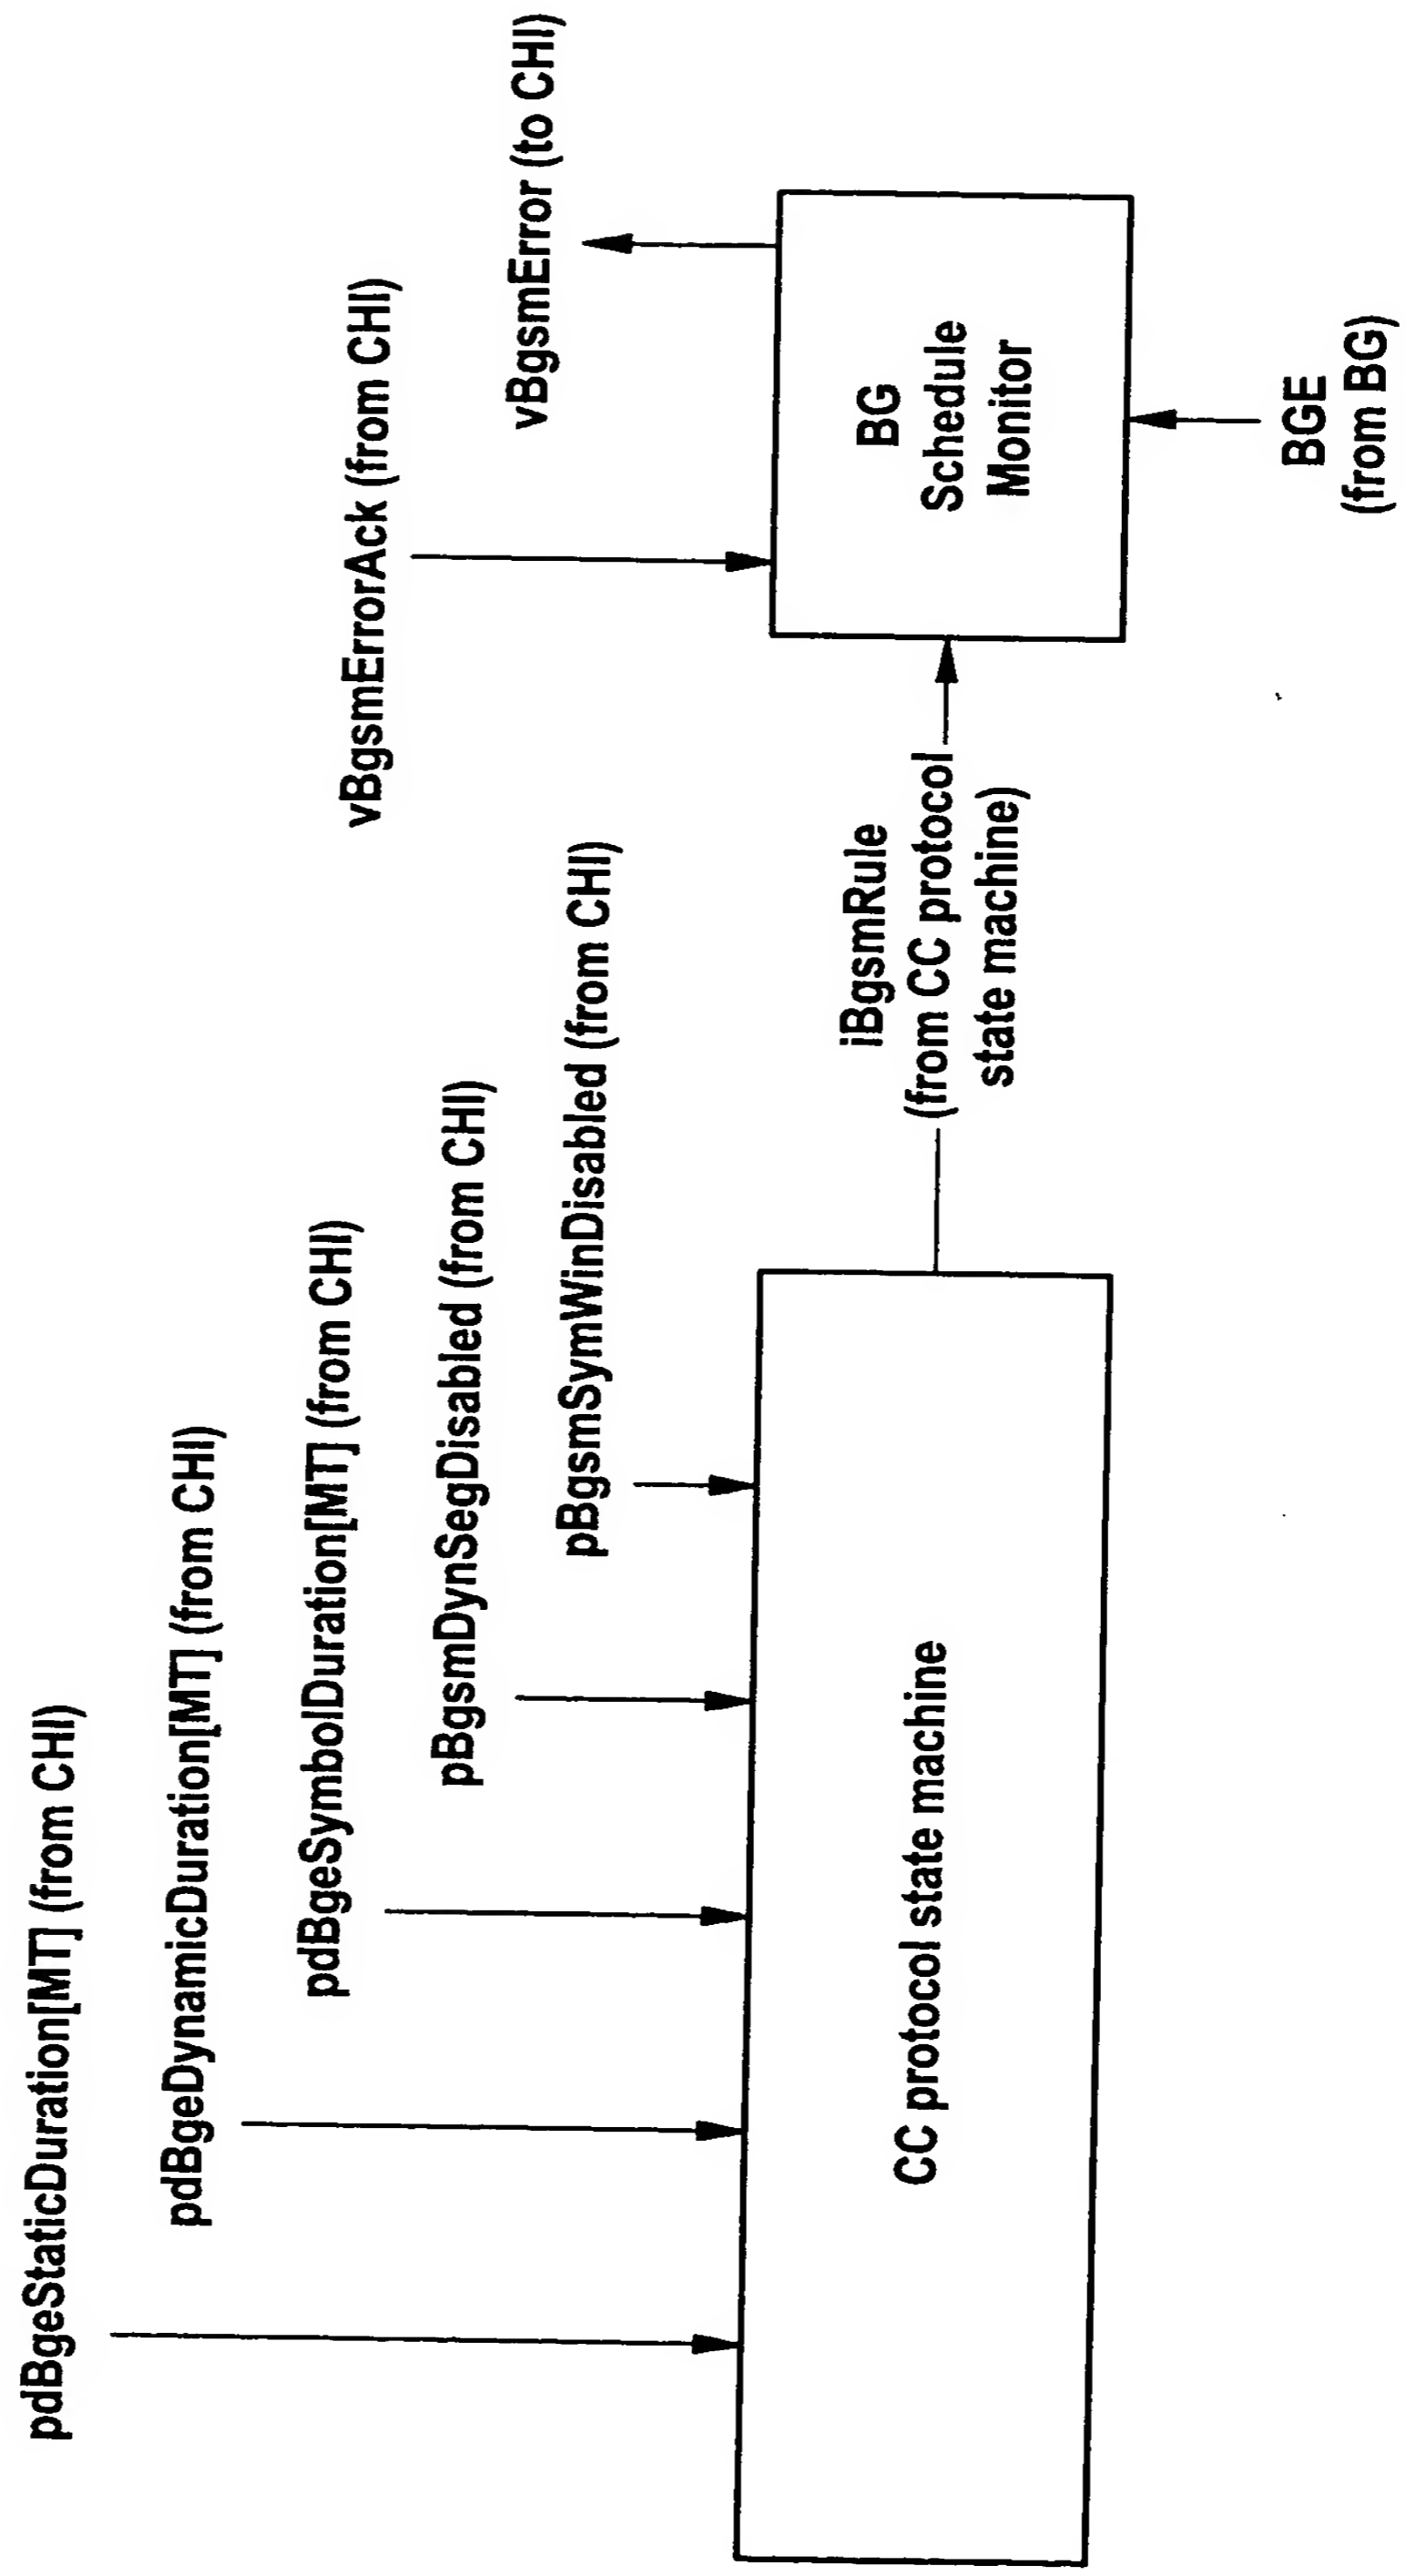 pdBgeStaticDuration[MT] (from CHI)
pdBgeDynamicDuration[MT] (from CHI)
pdBgeSymbolDuration[MT] (from CHI)
pBgsmDynSegDisabled (from CHI)
pBgsmSymWinDisabled (from CHI)
vBgsmErrorAck (from CHI)
vBgsmError (to CHI)
CC protocol state machine
iBgsmRule
(from CC protocol
state machine)
BG
Schedule
Monitor
BGE
(from BG)